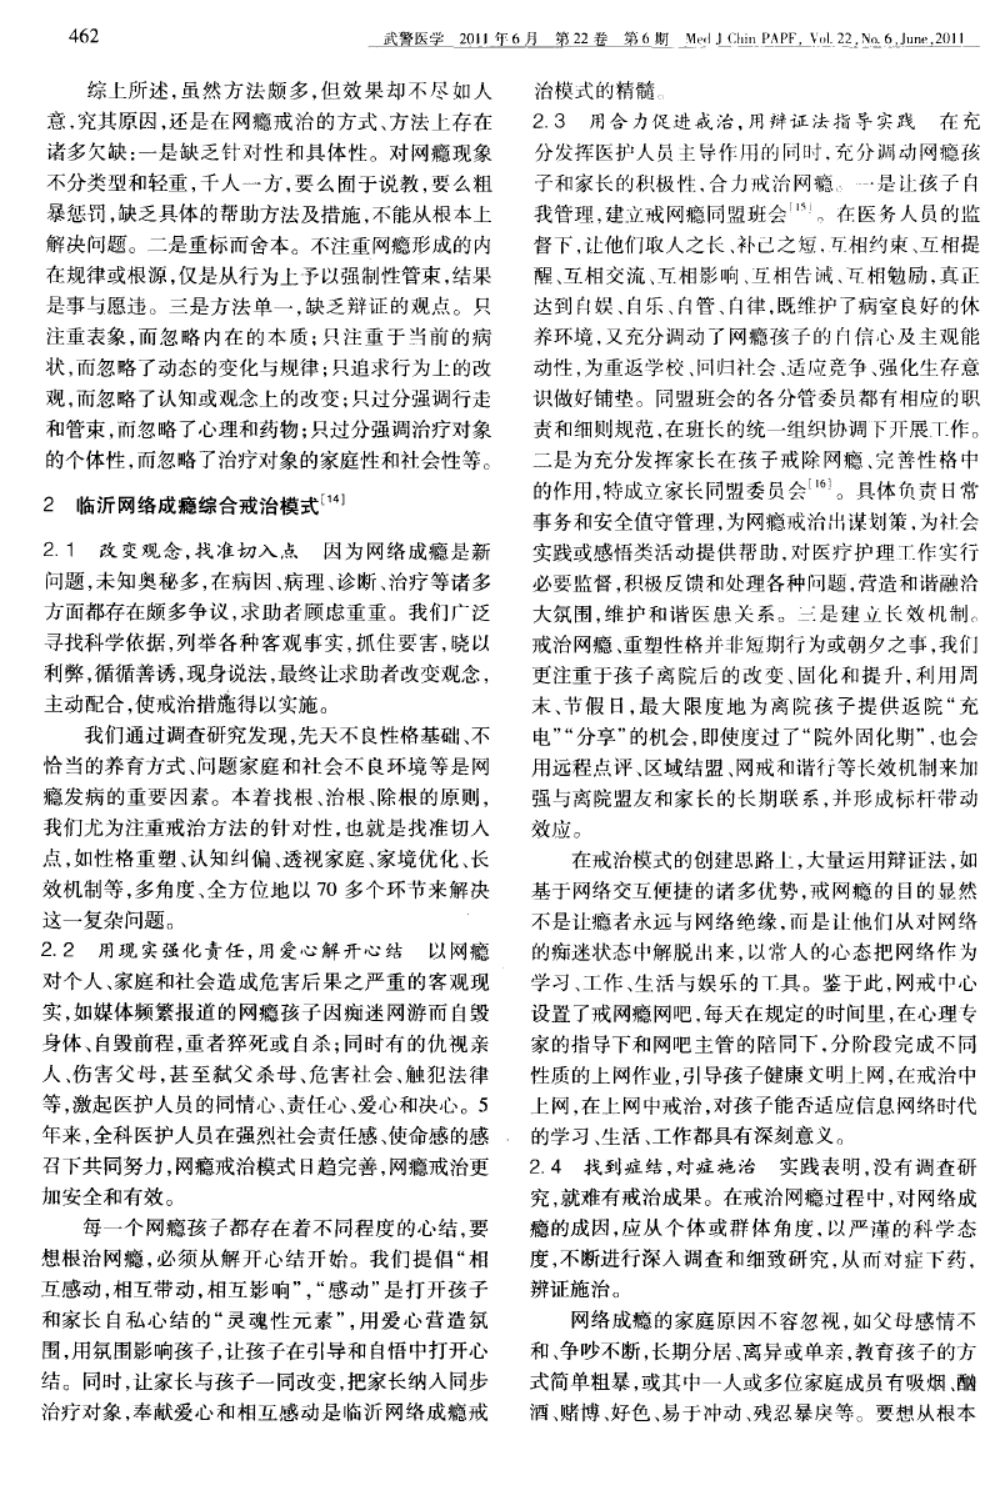 462
武警医学 2011年6月 第22卷 第6期 Med J Chin PAPF, Vol. 22, No. 6, June, 2011
综上所述,虽然方法颇多,但效果却不尽如人
意,究其原因,还是在网瘾戒治的方式、方法上存在
诸多欠缺:一是缺乏针对性和具体性。对网瘾现象
不分类型和轻重,千人一方,要么囿于说教,要么粗
暴惩罚,缺乏具体的帮助方法及措施,不能从根本上
解决问题。二是重标而舍本。不注重网瘾形成的内
在规律或根源,仅是从行为上予以强制性管束,结果
是事与愿违。三是方法单一,缺乏辩证的观点。只
注重表象,而忽略内在的本质;只注重于当前的病
状,而忽略了动态的变化与规律;只追求行为上的改
观,而忽略了认知或观念上的改变;只过分强调行走
和管束,而忽略了心理和药物;只过分强调治疗对象
的个体性,而忽略了治疗对象的家庭性和社会性等。
2 临沂网络成瘾综合戒治模式[14]
2.1 改变观念,找准切入点 因为网络成瘾是新
问题,未知奥秘多,在病因、病理、诊断、治疗等诸多
方面都存在颇多争议,求助者顾虑重重。我们广泛
寻找科学依据,列举各种客观事实,抓住要害,晓以
利弊,循循善诱,现身说法,最终让求助者改变观念,
主动配合,使戒治措施得以实施。
我们通过调查研究发现,先天不良性格基础、不
恰当的养育方式、问题家庭和社会不良环境等是网
瘾发病的重要因素。本着找根、治根、除根的原则,
我们尤为注重戒治方法的针对性,也就是找准切入
点,如性格重塑、认知纠偏、透视家庭、家境优化、长
效机制等,多角度、全方位地以 70 多个环节来解决
这一复杂问题。
2.2 用现实强化责任,用爱心解开心结 以网瘾
对个人、家庭和社会造成危害后果之严重的客观现
实,如媒体频繁报道的网瘾孩子因痴迷网游而自毁
身体、自毁前程,重者猝死或自杀;同时有的仇视亲
人、伤害父母,甚至弑父杀母、危害社会、触犯法律
等,激起医护人员的同情心、责任心、爱心和决心。5
年来,全科医护人员在强烈社会责任感、使命感的感
召下共同努力,网瘾戒治模式日趋完善,网瘾戒治更
加安全和有效。
每一个网瘾孩子都存在着不同程度的心结,要
想根治网瘾,必须从解开心结开始。我们提倡“相
互感动,相互带动,相互影响”,“感动”是打开孩子
和家长自私心结的“灵魂性元素”,用爱心营造氛
围,用氛围影响孩子,让孩子在引导和自悟中打开心
结。同时,让家长与孩子一同改变,把家长纳入同步
治疗对象,奉献爱心和相互感动是临沂网络成瘾戒
治模式的精髓。
2.3 用合力促进戒治,用辩证法指导实践 在充
分发挥医护人员主导作用的同时,充分调动网瘾孩
子和家长的积极性,合力戒治网瘾。一是让孩子自
我管理,建立戒网瘾同盟班会[15]。在医务人员的监
督下,让他们取人之长、补己之短,互相约束、互相提
醒、互相交流、互相影响、互相告诫、互相勉励,真正
达到自娱、自乐、自管、自律,既维护了病室良好的休
养环境,又充分调动了网瘾孩子的自信心及主观能
动性,为重返学校、回归社会、适应竞争、强化生存意
识做好铺垫。同盟班会的各分管委员都有相应的职
责和细则规范,在班长的统一组织协调下开展工作。
二是为充分发挥家长在孩子戒除网瘾、完善性格中
的作用,特成立家长同盟委员会[16]。具体负责日常
事务和安全值守管理,为网瘾戒治出谋划策,为社会
实践或感悟类活动提供帮助,对医疗护理工作实行
必要监督,积极反馈和处理各种问题,营造和谐融洽
大氛围,维护和谐医患关系。三是建立长效机制。
戒治网瘾、重塑性格并非短期行为或朝夕之事,我们
更注重于孩子离院后的改变、固化和提升,利用周
末、节假日,最大限度地为离院孩子提供返院“充
电”“分享”的机会,即使度过了“院外固化期”,也会
用远程点评、区域结盟、网戒和谐行等长效机制来加
强与离院盟友和家长的长期联系,并形成标杆带动
效应。
在戒治模式的创建思路上,大量运用辩证法,如
基于网络交互便捷的诸多优势,戒网瘾的目的显然
不是让瘾者永远与网络绝缘,而是让他们从对网络
的痴迷状态中解脱出来,以常人的心态把网络作为
学习、工作、生活与娱乐的工具。鉴于此,网戒中心
设置了戒网瘾网吧,每天在规定的时间里,在心理专
家的指导下和网吧主管的陪同下,分阶段完成不同
性质的上网作业,引导孩子健康文明上网,在戒治中
上网,在上网中戒治,对孩子能否适应信息网络时代
的学习、生活、工作都具有深刻意义。
2.4 找到症结,对症施治 实践表明,没有调查研
究,就难有戒治成果。在戒治网瘾过程中,对网络成
瘾的成因,应从个体或群体角度,以严谨的科学态
度,不断进行深入调查和细致研究,从而对症下药,
辨证施治。
网络成瘾的家庭原因不容忽视,如父母感情不
和、争吵不断,长期分居、离异或单亲,教育孩子的方
式简单粗暴,或其中一人或多位家庭成员有吸烟、酗
酒、赌博、好色、易于冲动、残忍暴戾等。要想从根本